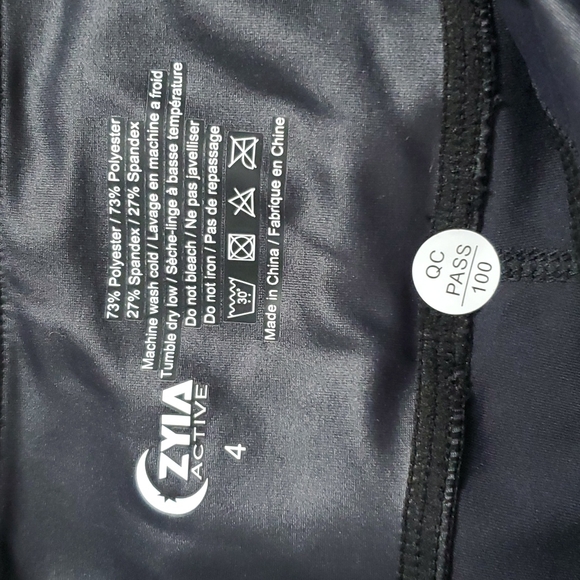 ZYIA
ACTIVE
4
73% Polyester / 73% Polyester
27% Spandex / 27% Spandex
Machine wash cold / Lavage en machine a froid
Tumble dry low / Sèche-linge à basse température
Do not bleach / Ne pas javelliser
Do not iron / Pas de repassage
30°
Made in China / Fabrique en Chine
QC
PASS
100